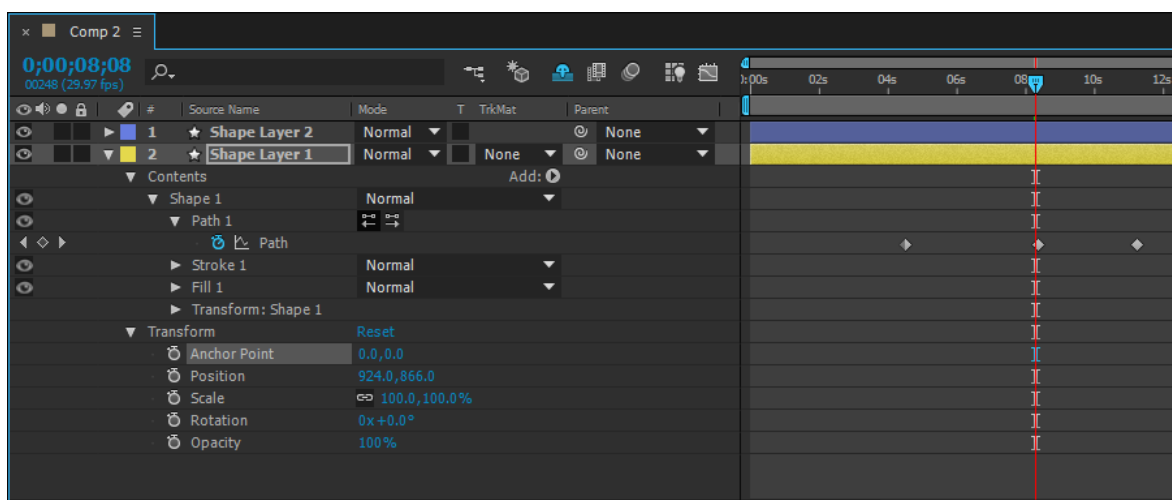 Comp 2
0;00;08;08
00248 (29.97 fps)
0s 02s 04s 06s 08 10s 12s
# Source Name Mode T TrkMat Parent
1 Shape Layer 2 Normal None
2 Shape Layer 1 Normal None None
Contents Add:
Shape 1 Normal
Path 1
Path
Stroke 1 Normal
Fill 1 Normal
Transform: Shape 1
Transform Reset
Anchor Point 0.0,0.0
Position 924.0,866.0
Scale 100.0,100.0%
Rotation 0x+0.0°
Opacity 100%